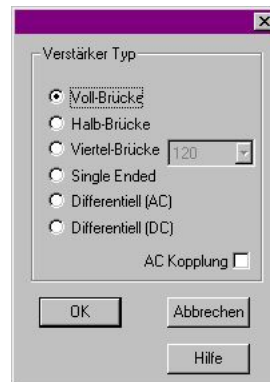 Verstärker Typ
Voll-Brücke
Halb-Brücke
Viertel-Brücke 120
Single Ended
Differentiell (AC)
Differentiell (DC)
AC Kopplung
OK Abbrechen
Hilfe